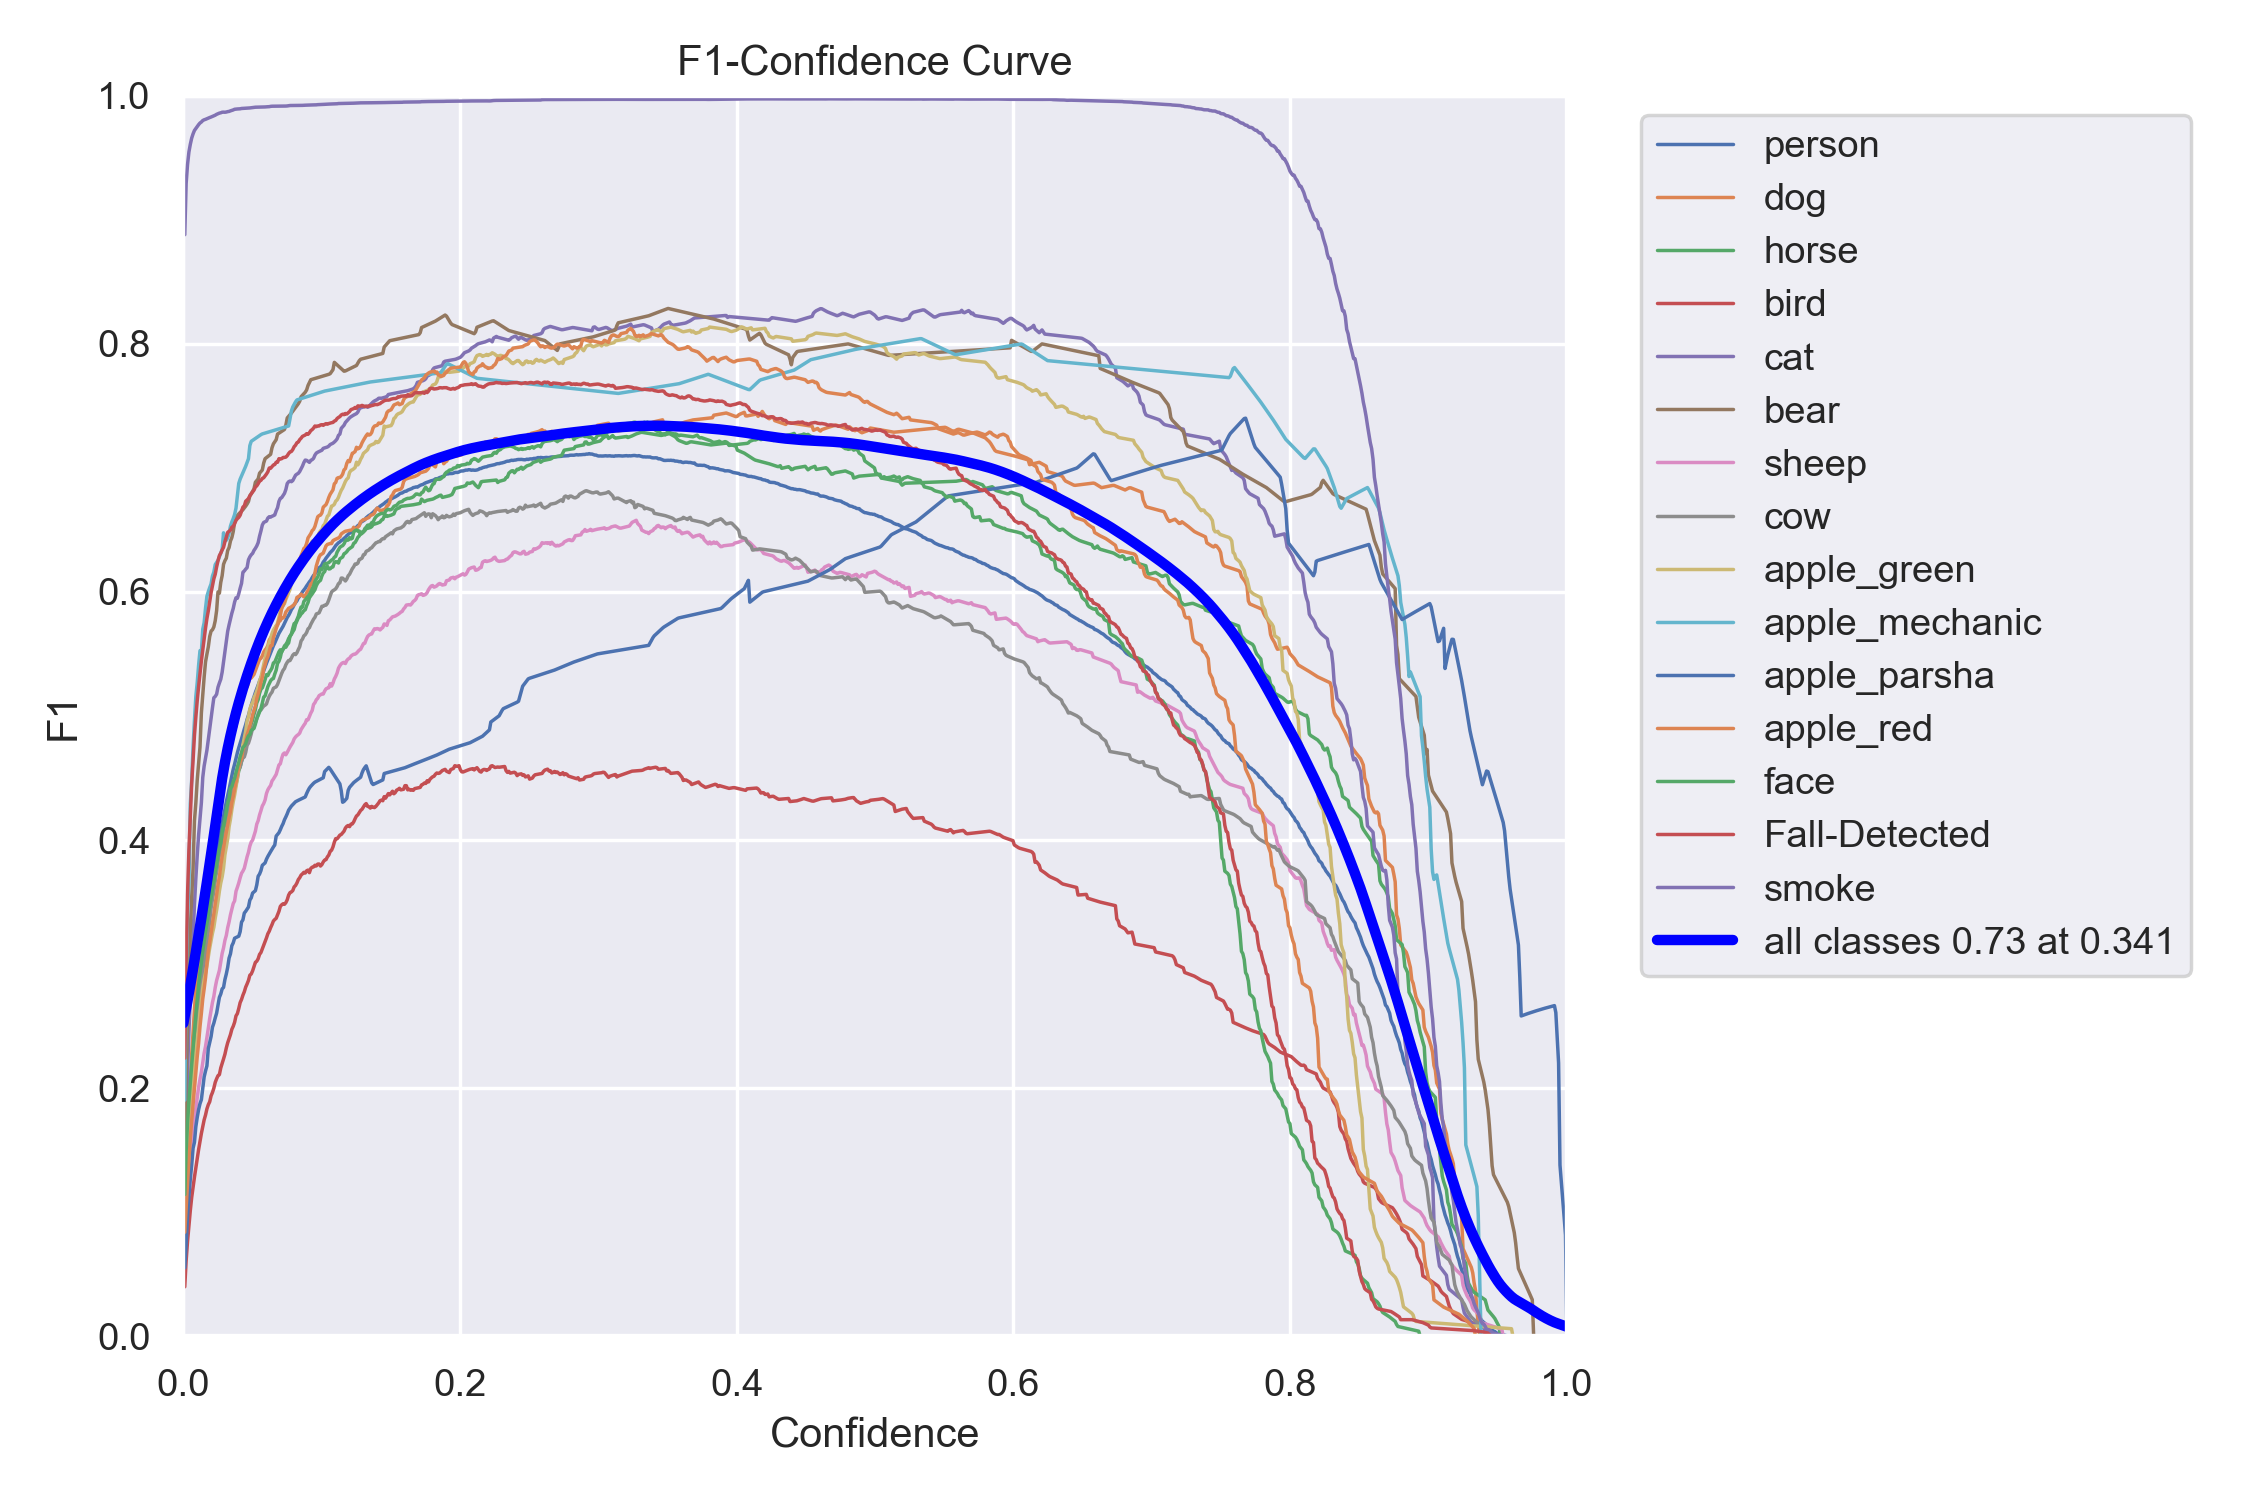 F1-Confidence Curve
1.0
0.8
0.6
0.4
0.2
0.0
F1
0.0 0.2 0.4 0.6 0.8 1.0
Confidence
person
dog
horse
bird
cat
bear
sheep
cow
apple_green
apple_mechanic
apple_parsha
apple_red
face
Fall-Detected
smoke
all classes 0.73 at 0.341